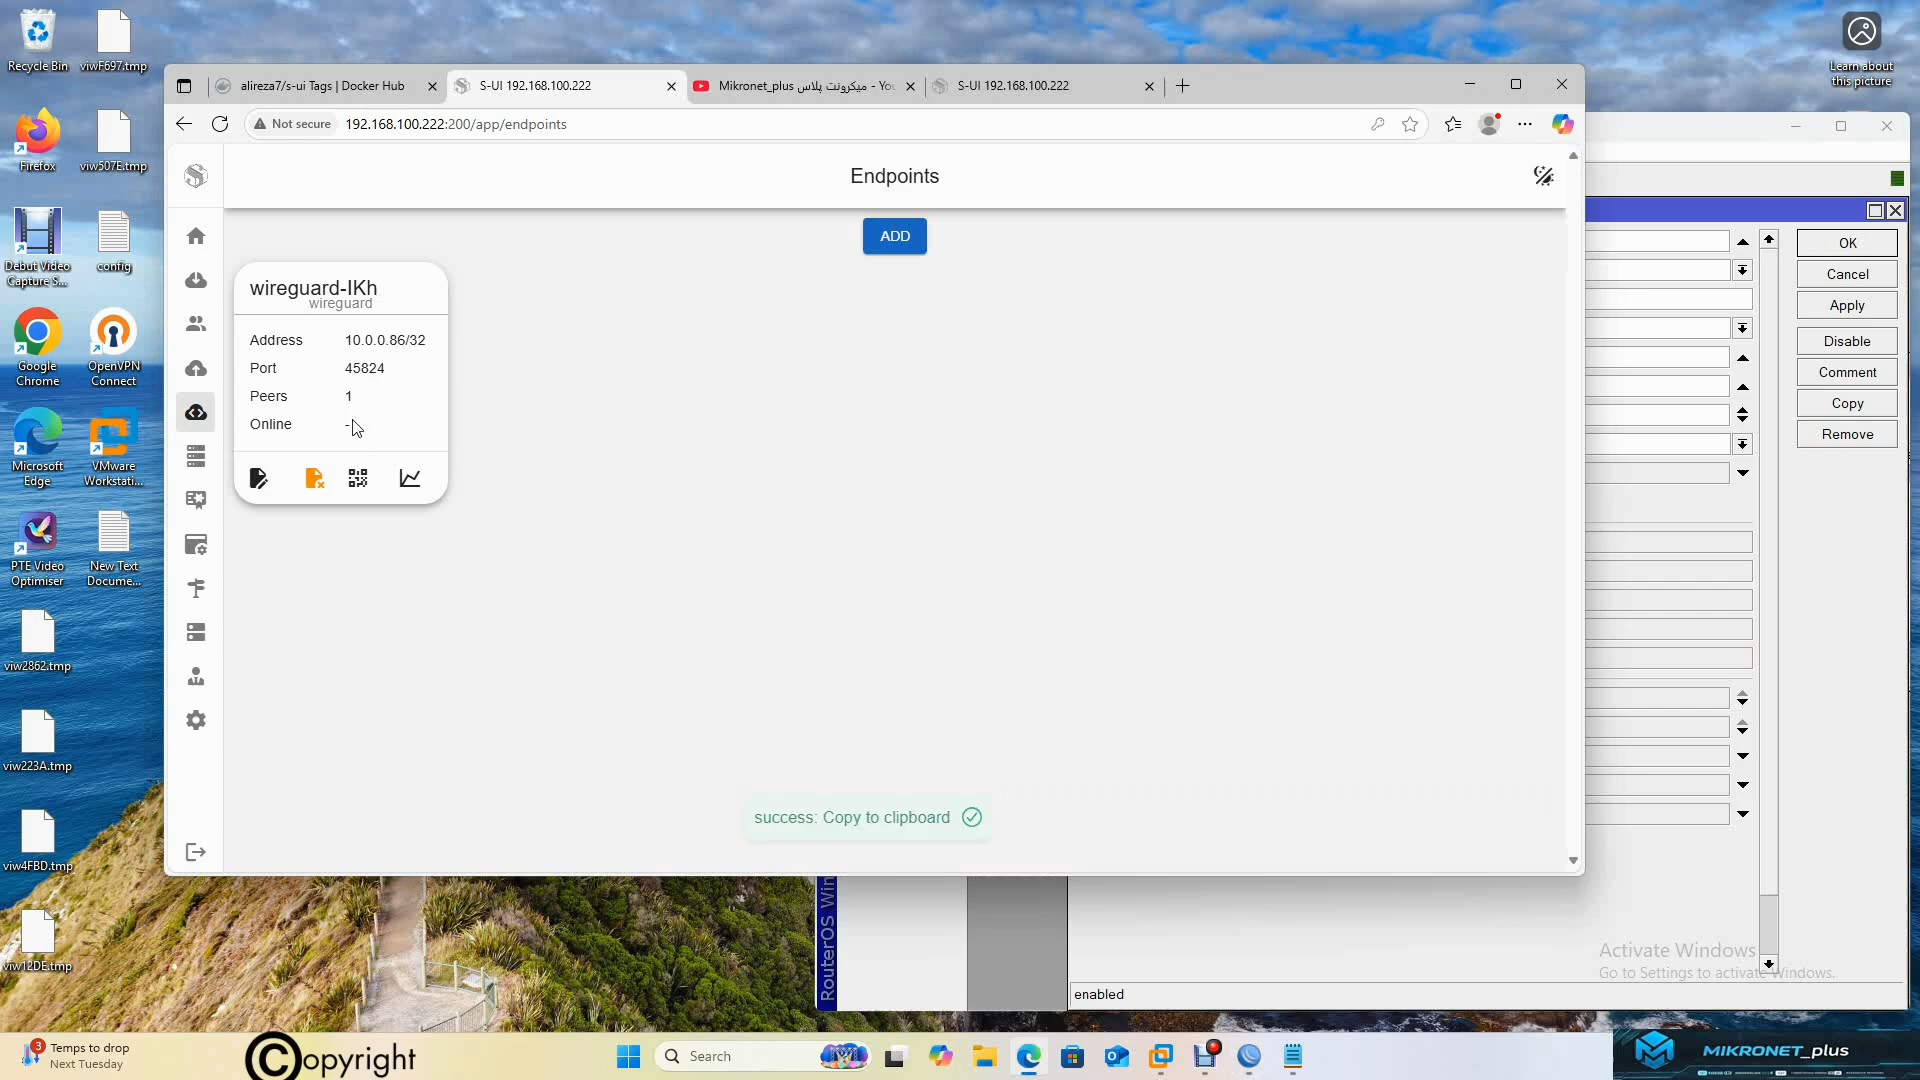 Recycle Bin
viwF697.tmp
Firefox
viw507E.tmp
Debut Video
Capture S...
config
Google
Chrome
OpenVPN
Connect
Microsoft
Edge
VMware
Workstati...
PTE Video
Optimiser
New Text
Docume...
viw2862.tmp
viw223A.tmp
viw4FBD.tmp
viw12DE.tmp
Learn about
this picture
alireza7/s-ui Tags | Docker Hub
S-UI 192.168.100.222
Mikronet_plus میکرونت پلاس - You
S-UI 192.168.100.222
Not secure
192.168.100.222:200/app/endpoints
Endpoints
ADD
wireguard-IKh
wireguard
Address 10.0.0.86/32
Port 45824
Peers 1
Online -
success: Copy to clipboard
OK
Cancel
Apply
Disable
Comment
Copy
Remove
RouterOS Win
Activate Windows
Go to Settings to activate Windows.
enabled
3
Temps to drop
Next Tuesday
Copyright
Search
MIKRONET_plus